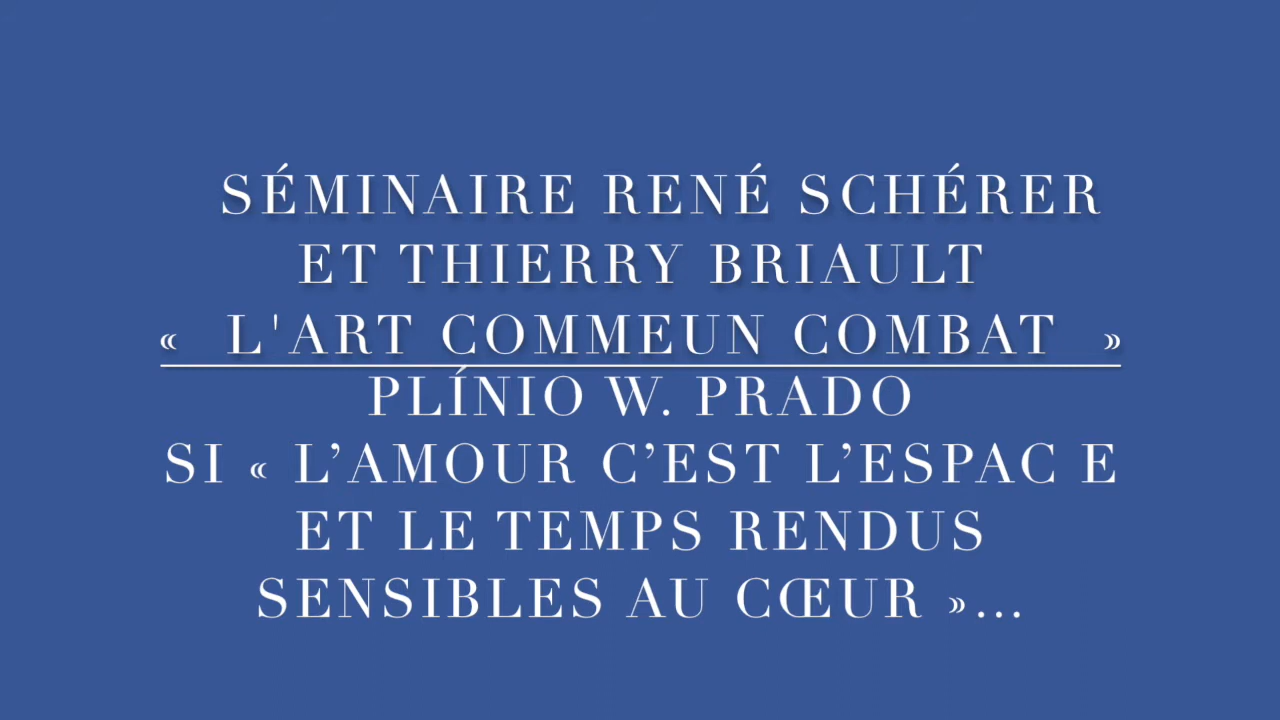 SÉMINAIRE RENÉ SCHÉRER
ET THIERRY BRIAULT
« L'ART COMMEUN COMBAT »
PLÍNIO W. PRADO
SI « L’AMOUR C’EST L’ESPAC E
ET LE TEMPS RENDUS
SENSIBLES AU CŒUR »...